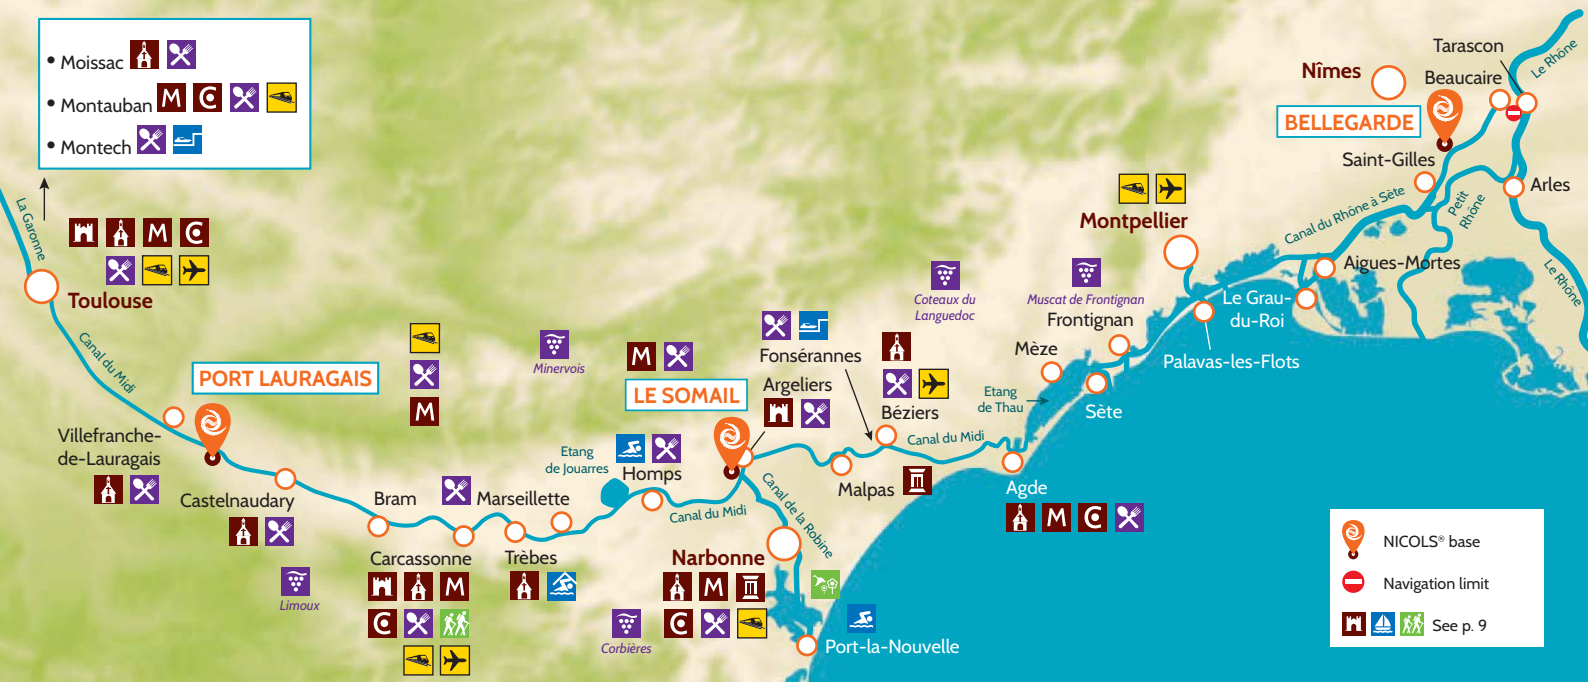 • Moissac
• Montauban M C
• Montech
La Garonne
M C
Toulouse
Canal du Midi
PORT LAURAGAIS
Villefranche-
de-Lauragais
Castelnaudary
Limoux
M
Bram
Carcassonne
M
C
Marseillette
Trèbes
Minervois
Etang
de Jouarres
Homps
M
LE SOMAIL
Argeliers
Fonsérannes
Canal du Midi
Canal de la Robine
Narbonne
M
C
Corbières
Port-la-Nouvelle
Malpas
Béziers
Canal du Midi
Coteaux du
Languedoc
Agde
M C
Etang
de Thau
Mèze
Sète
Muscat de Frontignan
Frontignan
Montpellier
Palavas-les-Flots
Le Grau-
du-Roi
Aigues-Mortes
Canal du Rhône à Sète
Petit
Rhône
Saint-Gilles
BELLEGARDE
Nîmes
Beaucaire
Tarascon
Le Rhône
Arles
Le Rhône
NICOLS® base
Navigation limit
See p. 9